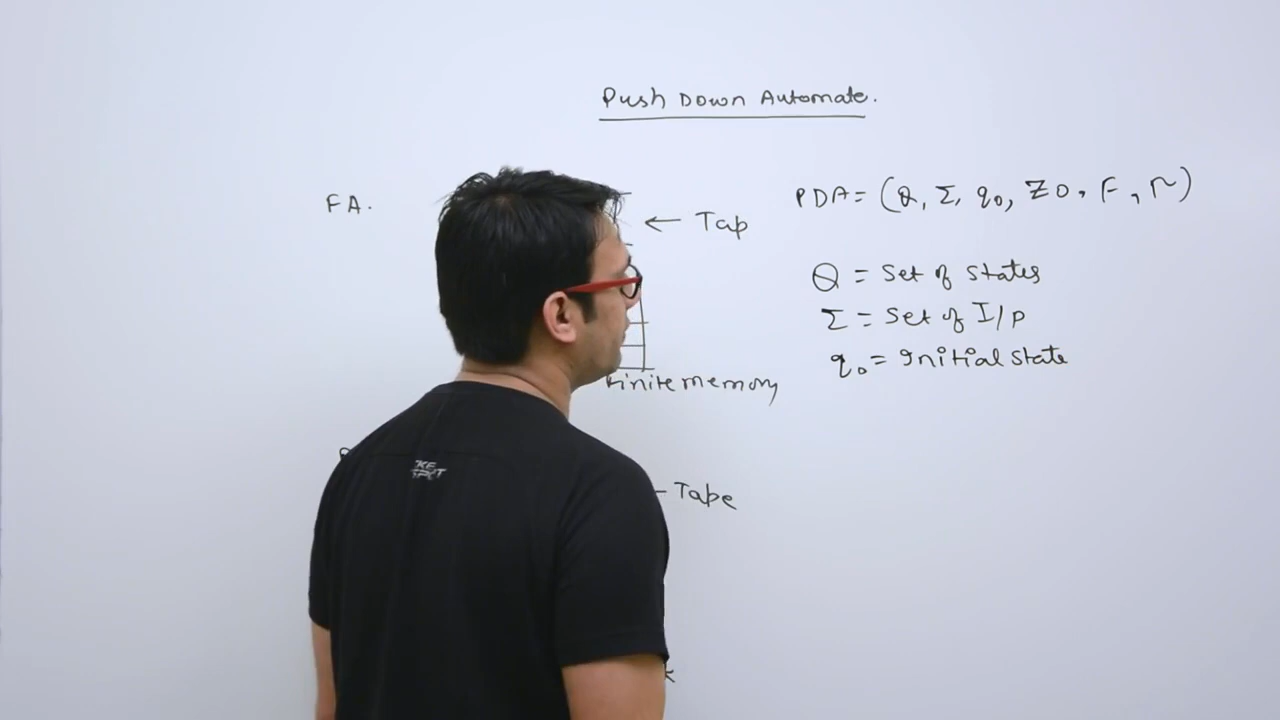 Push Down Automate.
FA.
← Tap
PDA = (Q, Σ, q0, Z0, F, Γ)
Q = Set of States
Σ = Set of I/P
q0 = Initial state
Finite memory
Tape